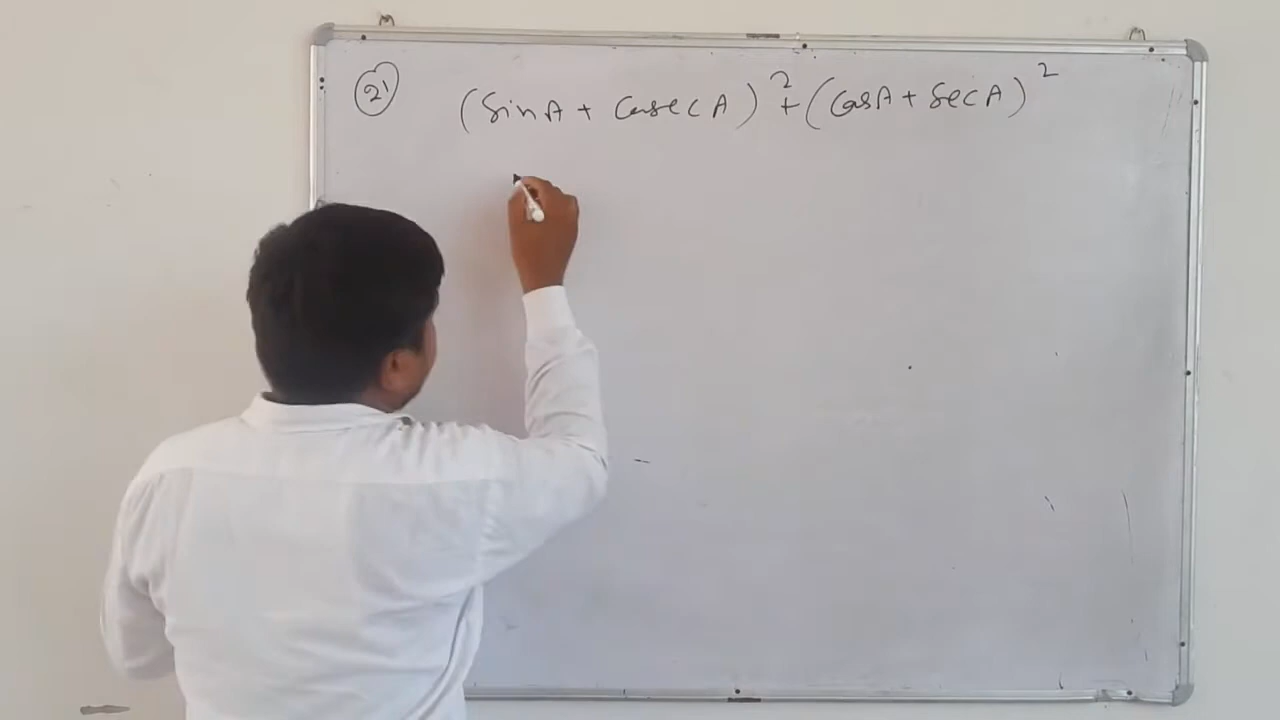 21 (SinA + CosecA)² + (CosA + SecA)²